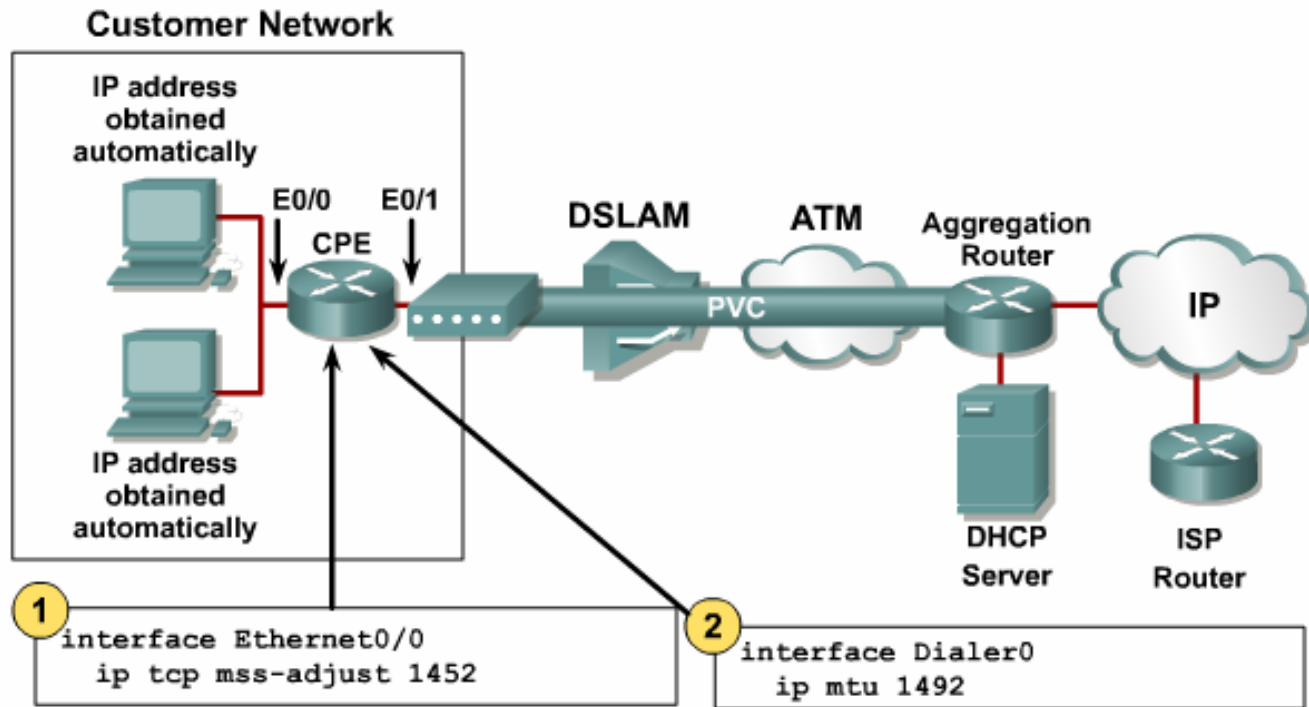 Customer Network
IP address
obtained
automatically
E0/0
E0/1
CPE
DSLAM
ATM
Aggregation
Router
PVC
IP
IP address
obtained
automatically
DHCP
Server
ISP
Router
1
interface Ethernet0/0
ip tcp mss-adjust 1452
2
interface Dialer0
ip mtu 1492